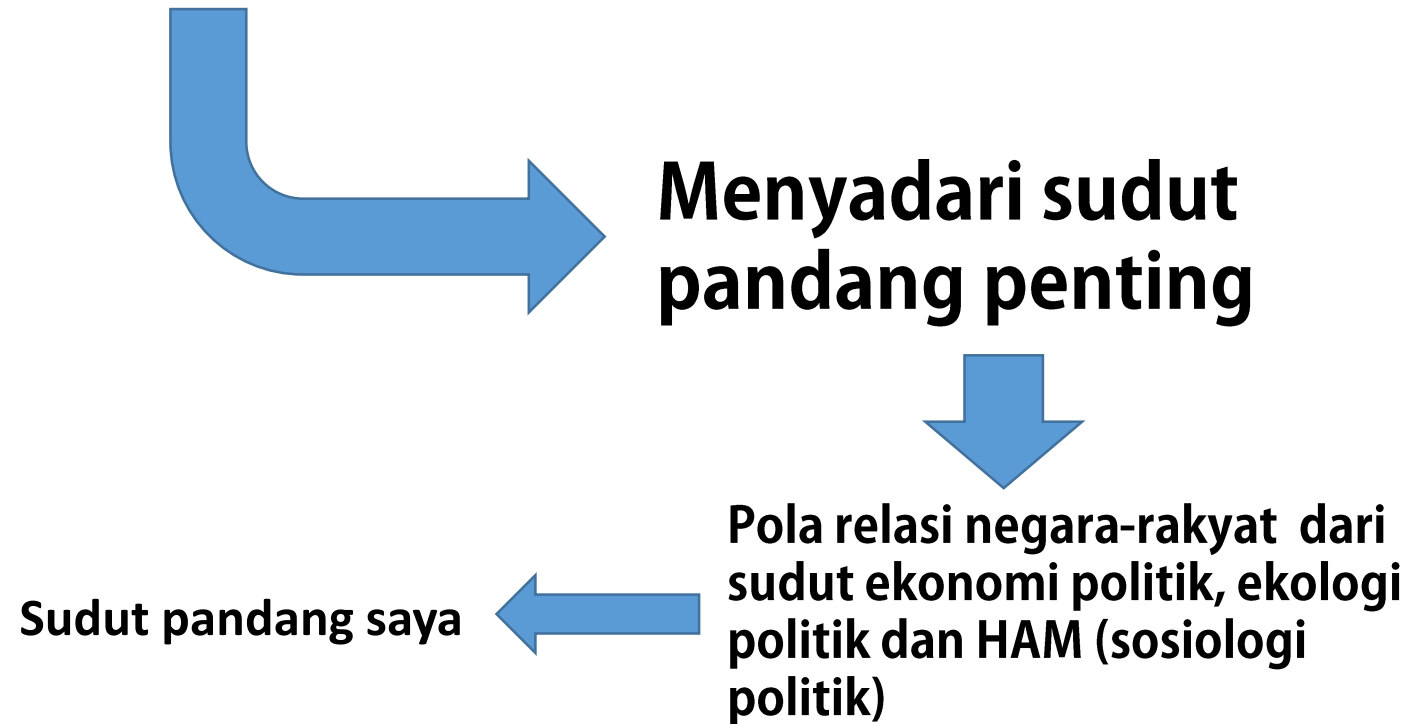 Menyadari sudut
pandang penting
Pola relasi negara-rakyat dari
sudut ekonomi politik, ekologi
politik dan HAM (sosiologi
politik)
Sudut pandang saya